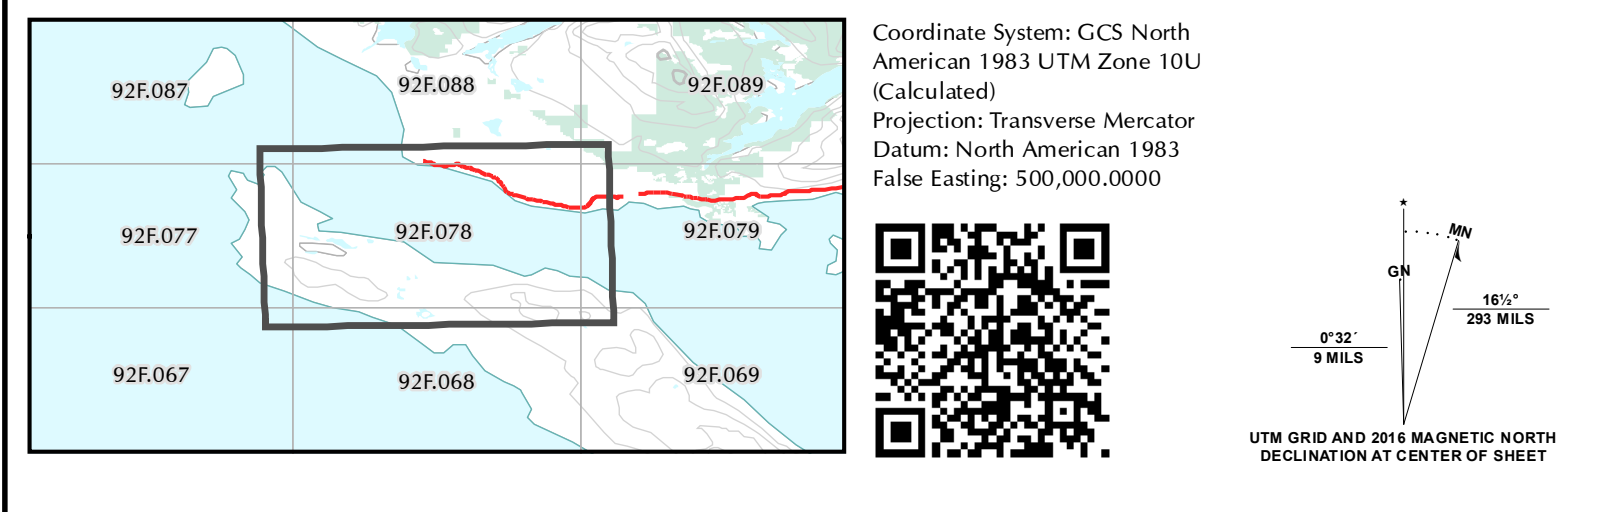 92F.087
92F.088
92F.089
92F.077
92F.078
92F.079
92F.067
92F.068
92F.069
Coordinate System: GCS North
American 1983 UTM Zone 10U
(Calculated)
Projection: Transverse Mercator
Datum: North American 1983
False Easting: 500,000.0000
MN
GN
16½°
293 MILS
0°32´
9 MILS
UTM GRID AND 2016 MAGNETIC NORTH
DECLINATION AT CENTER OF SHEET